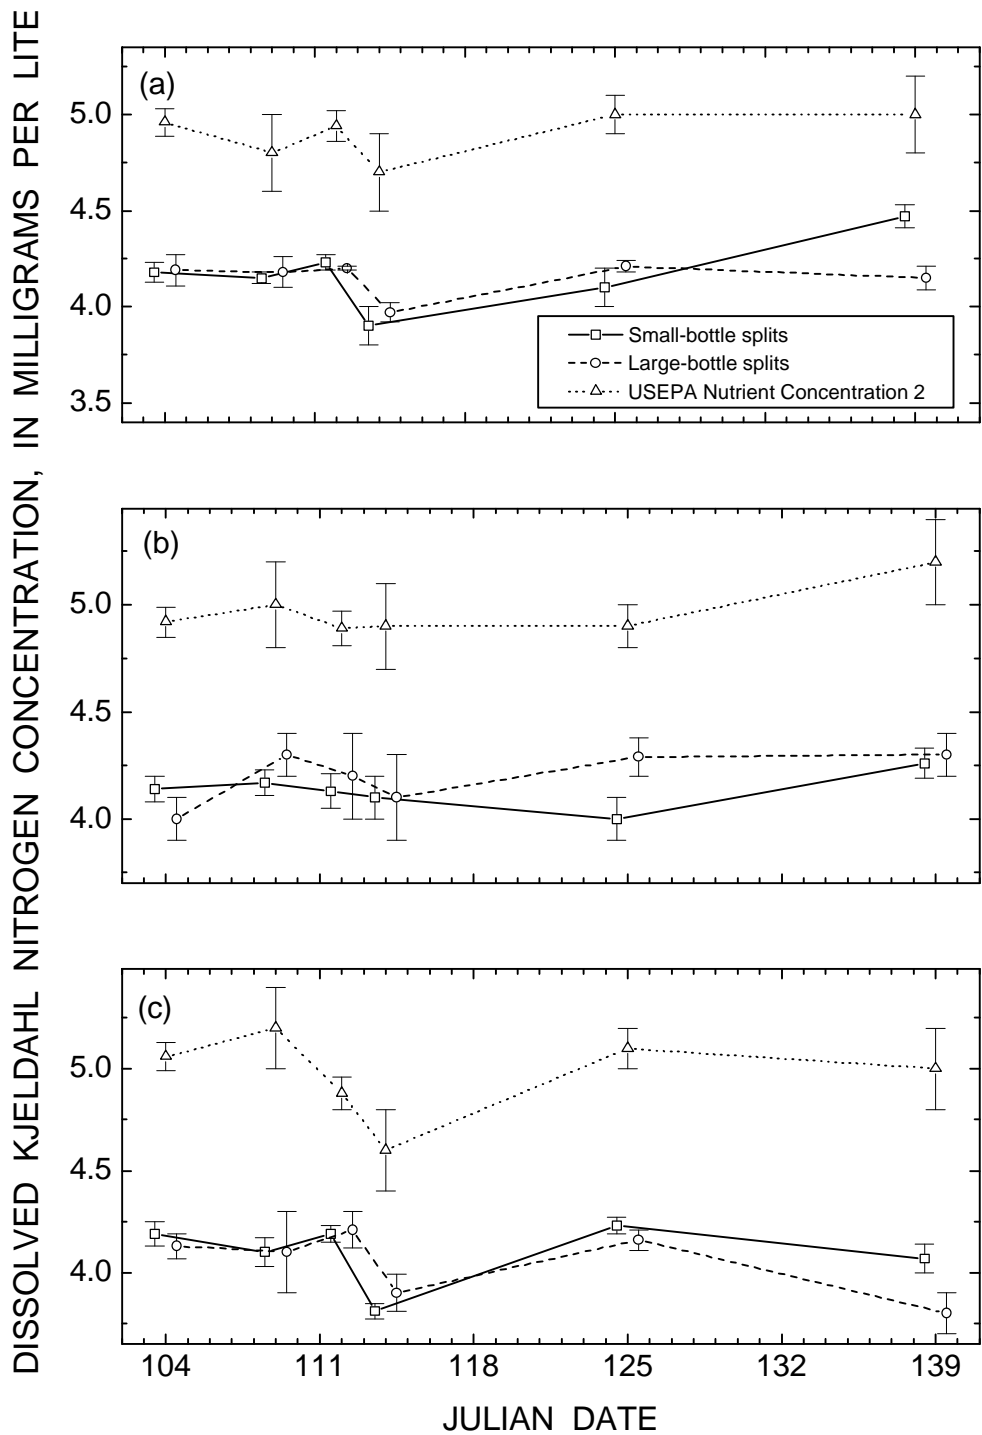 DISSOLVED KJELDAHL NITROGEN CONCENTRATION, IN MILLIGRAMS PER LITE
(a)
5.0
4.5
4.0
3.5
Small-bottle splits
Large-bottle splits
USEPA Nutrient Concentration 2
(b)
5.0
4.5
4.0
(c)
5.0
4.5
4.0
104 111 118 125 132 139
JULIAN DATE